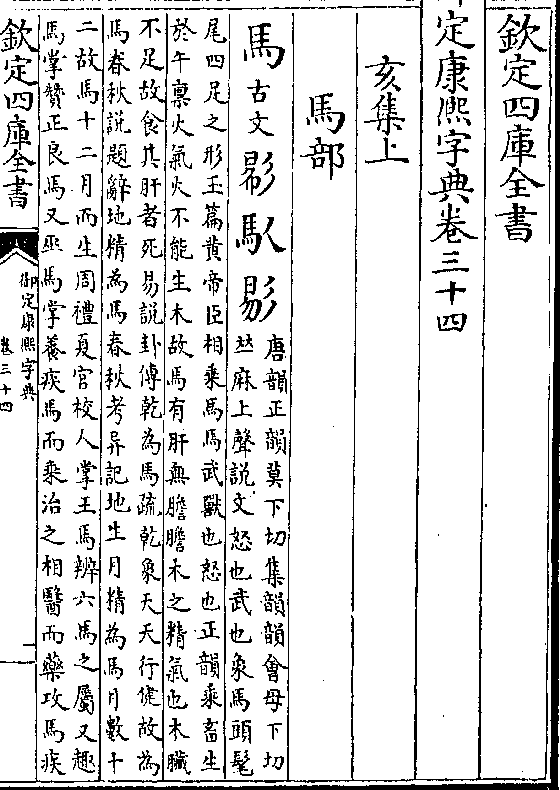 欽定四庫全書
定康熙字典卷三十四
亥集上
馬部
馬古文𢒠𩡬𢒗唐韻正韻莫下切集韻韻會母下切
𠀤麻上聲說文怒也武也象馬頭髦
尾四足之形玉篇黃帝臣相乘馬馬武獸也怒也正韻乘畜生
於午稟火氣火不能生木故馬有肝無膽膽木之精氣也木臟
不足故食其肝者死易說卦傳乾為馬疏乾象天天行健故為
馬春秋說題辭地精為馬春秋考異記地生月精為馬月數十
二故馬十二月而生周禮夏官校人掌王馬辨六馬之屬又趣
馬掌贊正良馬又巫馬掌養疾馬而乘治之相醫而藥攻馬疾
欽定四庫全書
御定康熙字典
卷三十四